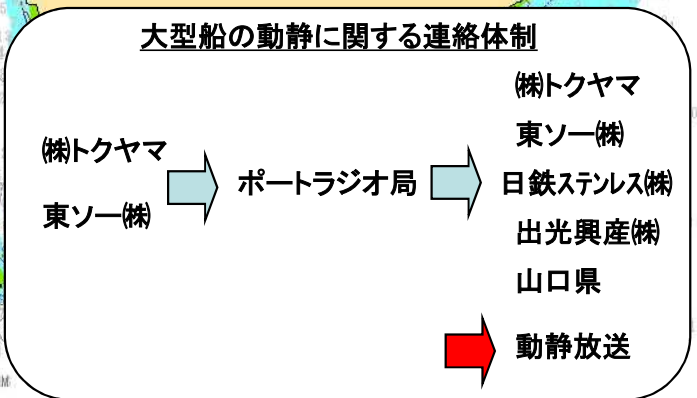 大型船の動静に関する連絡体制
㈱トクヤマ
東ソー㈱
ポートラジオ局
㈱トクヤマ
東ソー㈱
日鉄ステンレス㈱
出光興産㈱
山口県
動静放送